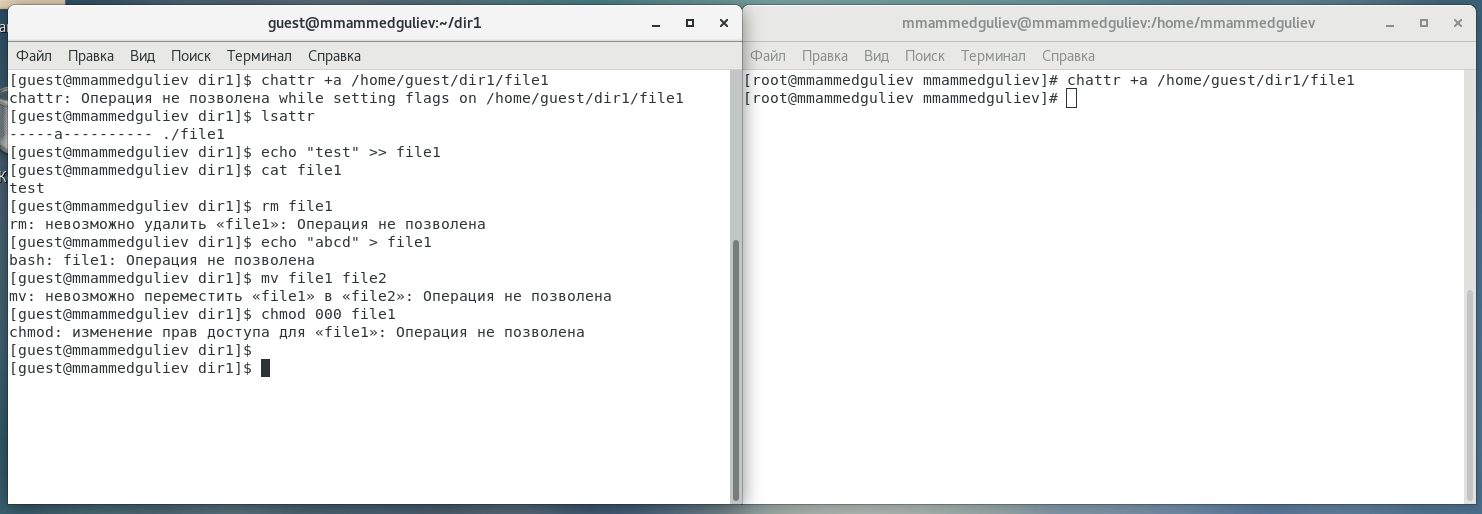 guest@mmammedguliev:~/dir1
Файл Правка Вид Поиск Терминал Справка
[guest@mmammedguliev dir1]$ chattr +a /home/guest/dir1/file1
chattr: Операция не позволена while setting flags on /home/guest/dir1/file1
[guest@mmammedguliev dir1]$ lsattr
-----a---------- ./file1
[guest@mmammedguliev dir1]$ echo "test" >> file1
[guest@mmammedguliev dir1]$ cat file1
test
[guest@mmammedguliev dir1]$ rm file1
rm: невозможно удалить «file1»: Операция не позволена
[guest@mmammedguliev dir1]$ echo "abcd" > file1
bash: file1: Операция не позволена
[guest@mmammedguliev dir1]$ mv file1 file2
mv: невозможно переместить «file1» в «file2»: Операция не позволена
[guest@mmammedguliev dir1]$ chmod 000 file1
chmod: изменение прав доступа для «file1»: Операция не позволена
[guest@mmammedguliev dir1]$
[guest@mmammedguliev dir1]$
mmammedguliev@mmammedguliev:/home/mmammedguliev
Файл Правка Вид Поиск Терминал Справка
[root@mmammedguliev mmammedguliev]# chattr +a /home/guest/dir1/file1
[root@mmammedguliev mmammedguliev]#